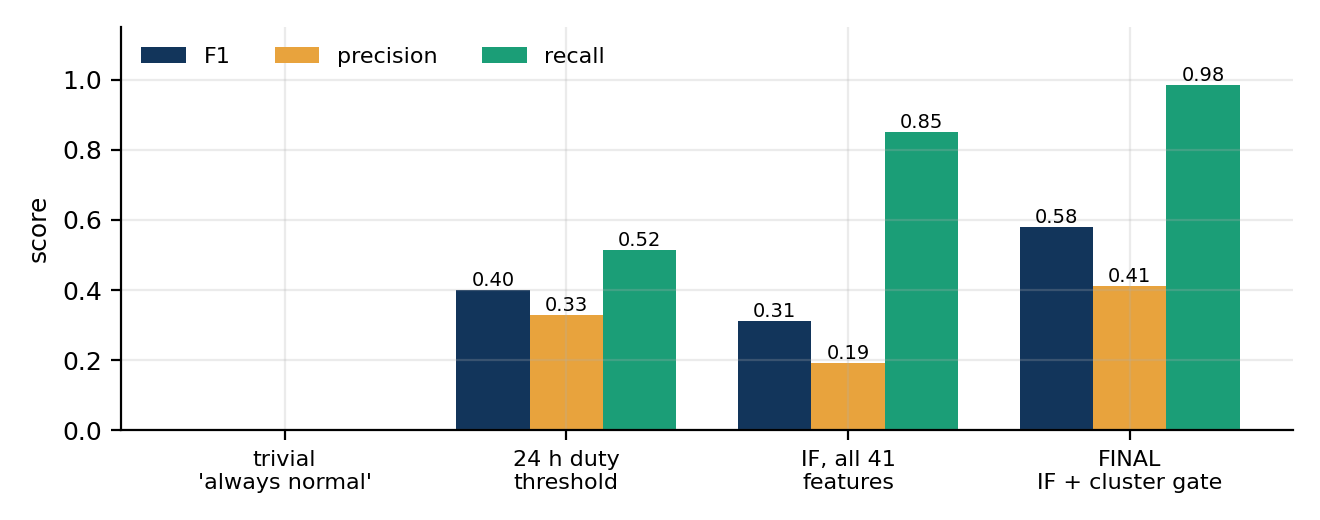 F1 precision recall
score
1.0
0.8
0.6
0.4
0.2
0.0
0.40 0.33 0.52
0.31 0.19 0.85
0.58 0.41 0.98
trivial
'always normal'
24 h duty
threshold
IF, all 41
features
FINAL
IF + cluster gate